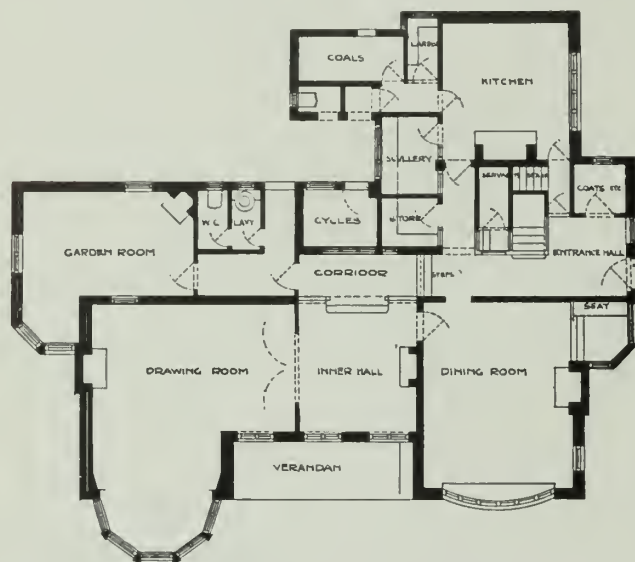 COALS
LARDER
KITCHEN
SCULLERY
SERVANTS
STAIR
COATS ETC
W.C.
LAVY
CYCLES
STORE
GARDEN ROOM
CORRIDOR
STEPS
ENTRANCE HALL
SEAT
DRAWING ROOM
INNER HALL
DINING ROOM
VERANDAH